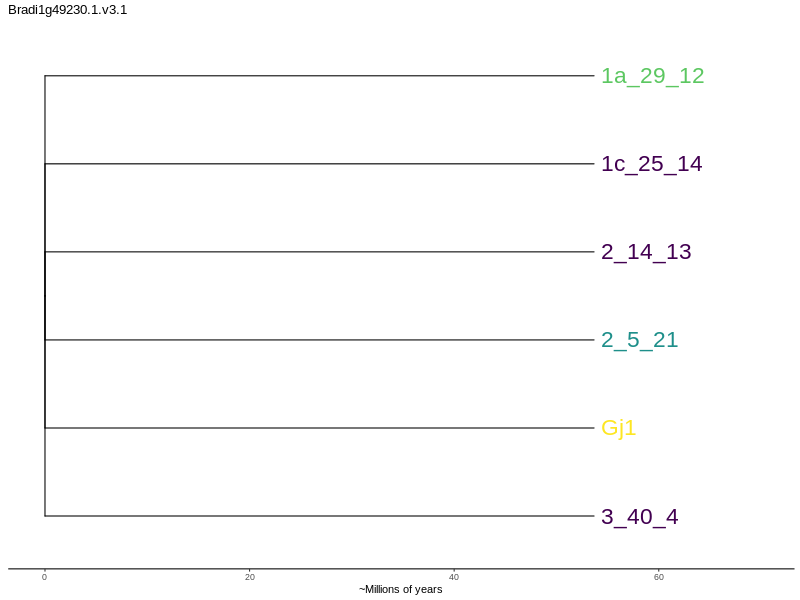 Bradi1g49230.1.v3.1
1a_29_12
1c_25_14
2_14_13
2_5_21
Gj1
3_40_4
0 20 40 60
~Millions of years